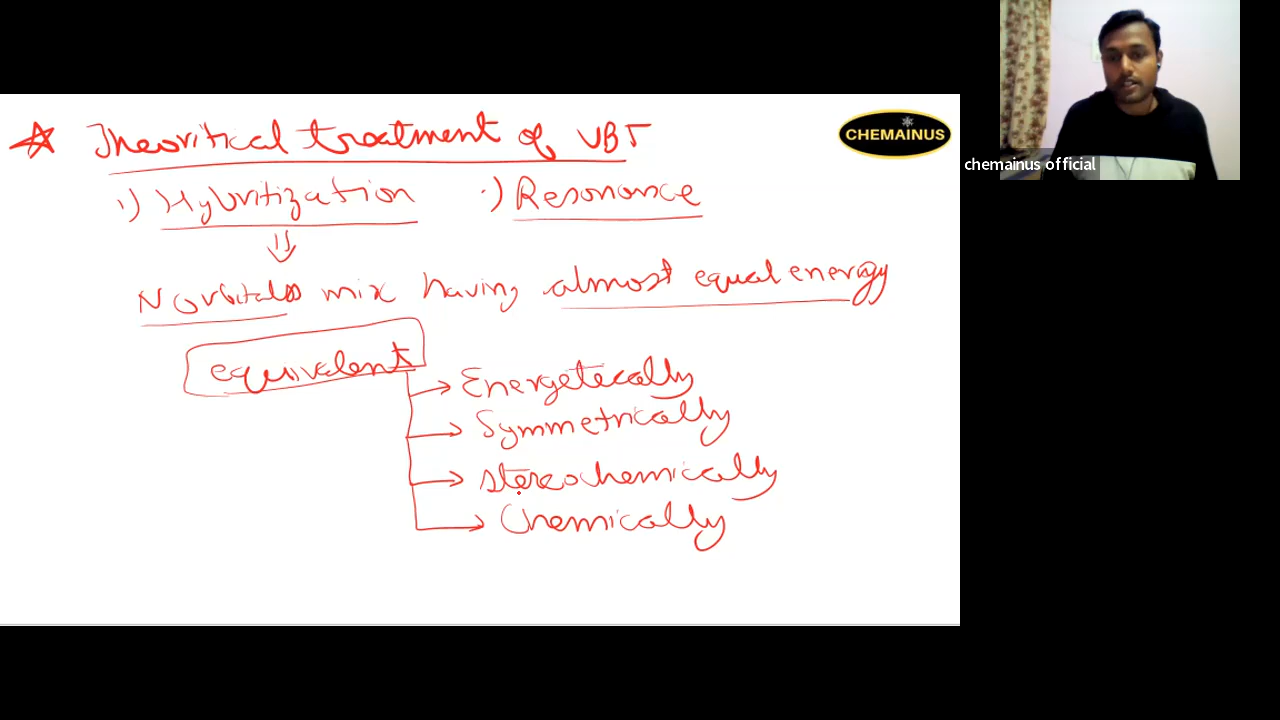 Theoritical treatment of VBT
CHEMAINUS
chemainus official
1) Hybritization 2) Resonance
N orbitals mix having almost equal energy
equivalent
Energetically
Symmetrically
Stereochemically
Chemically